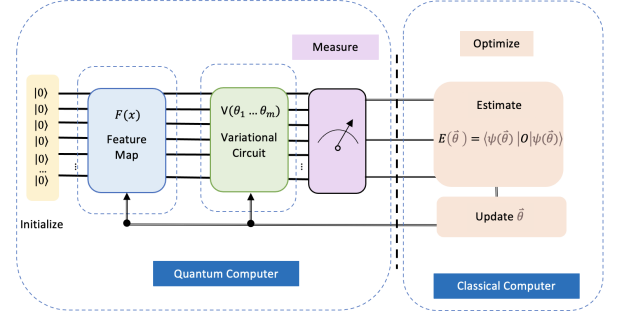 Measure
Optimize
|0⟩
|0⟩
|0⟩
|0⟩
|0⟩
...
|0⟩
Initialize
F(x)
Feature
Map
⋮
V(θ₁ ... θₘ)
Variational
Circuit
⋮
Estimate
E(θ⃗ ) = ⟨ψ(θ⃗) |O|ψ(θ⃗)⟩
Update θ⃗
Quantum Computer
Classical Computer